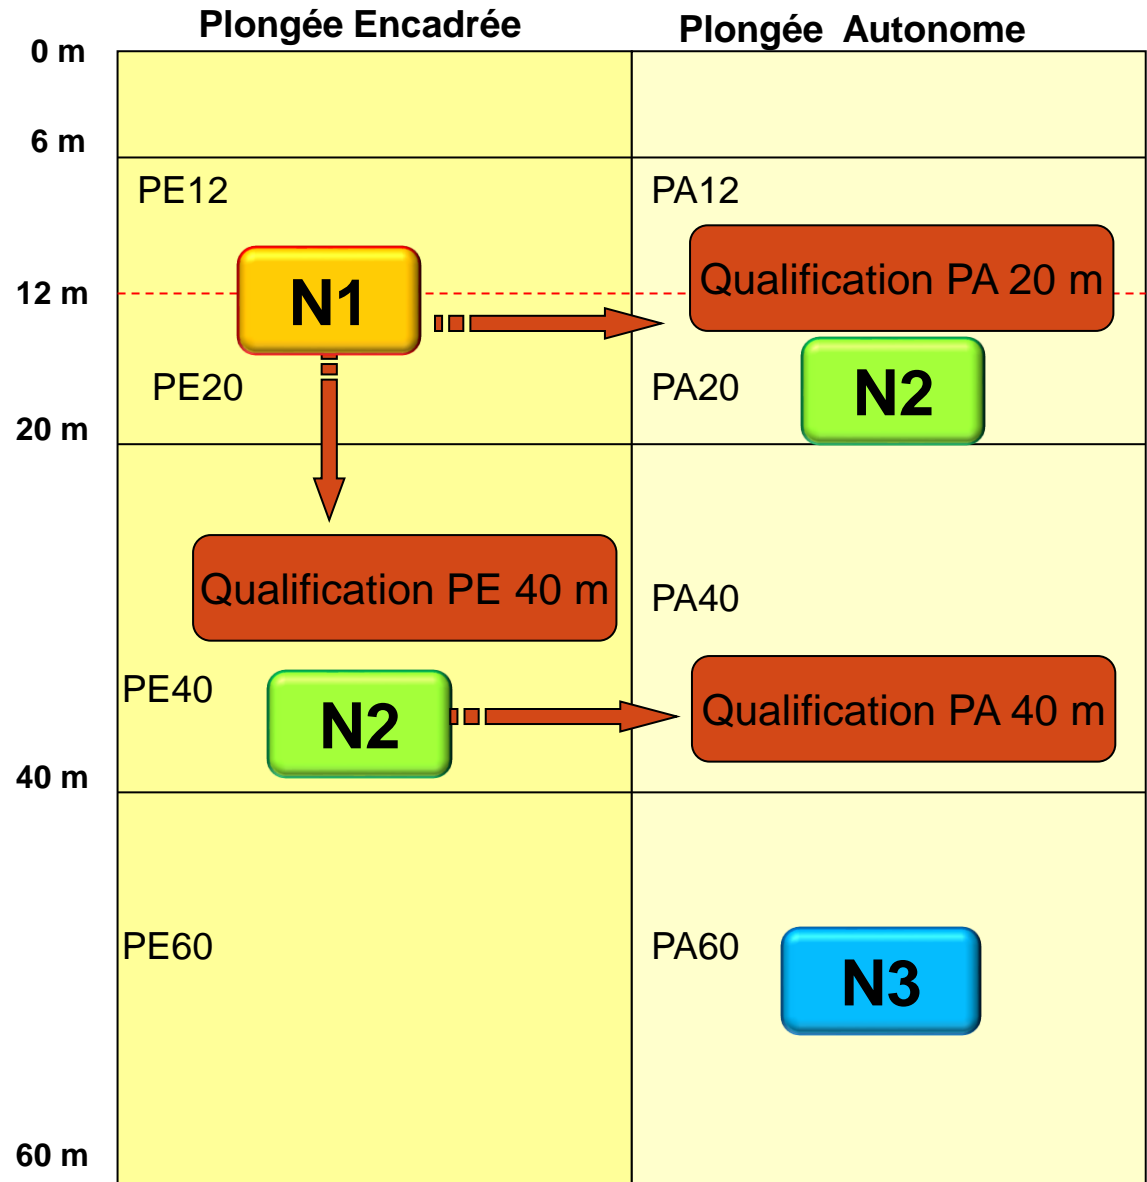 Plongée Encadrée
Plongée Autonome
0 m
6 m
PE12
PA12
Qualification PA 20 m
12 m
N1
PE20
PA20
N2
20 m
Qualification PE 40 m
PA40
PE40
N2
Qualification PA 40 m
40 m
PE60
PA60
N3
60 m